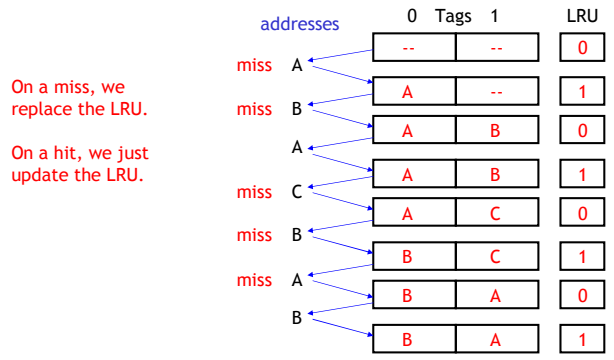 addresses 0 Tags 1 LRU
-- -- 0
miss A
A -- 1
miss B
A B 0
A
A B 1
miss C
A C 0
miss B
B C 1
miss A
B A 0
B
B A 1
On a miss, we
replace the LRU.
On a hit, we just
update the LRU.